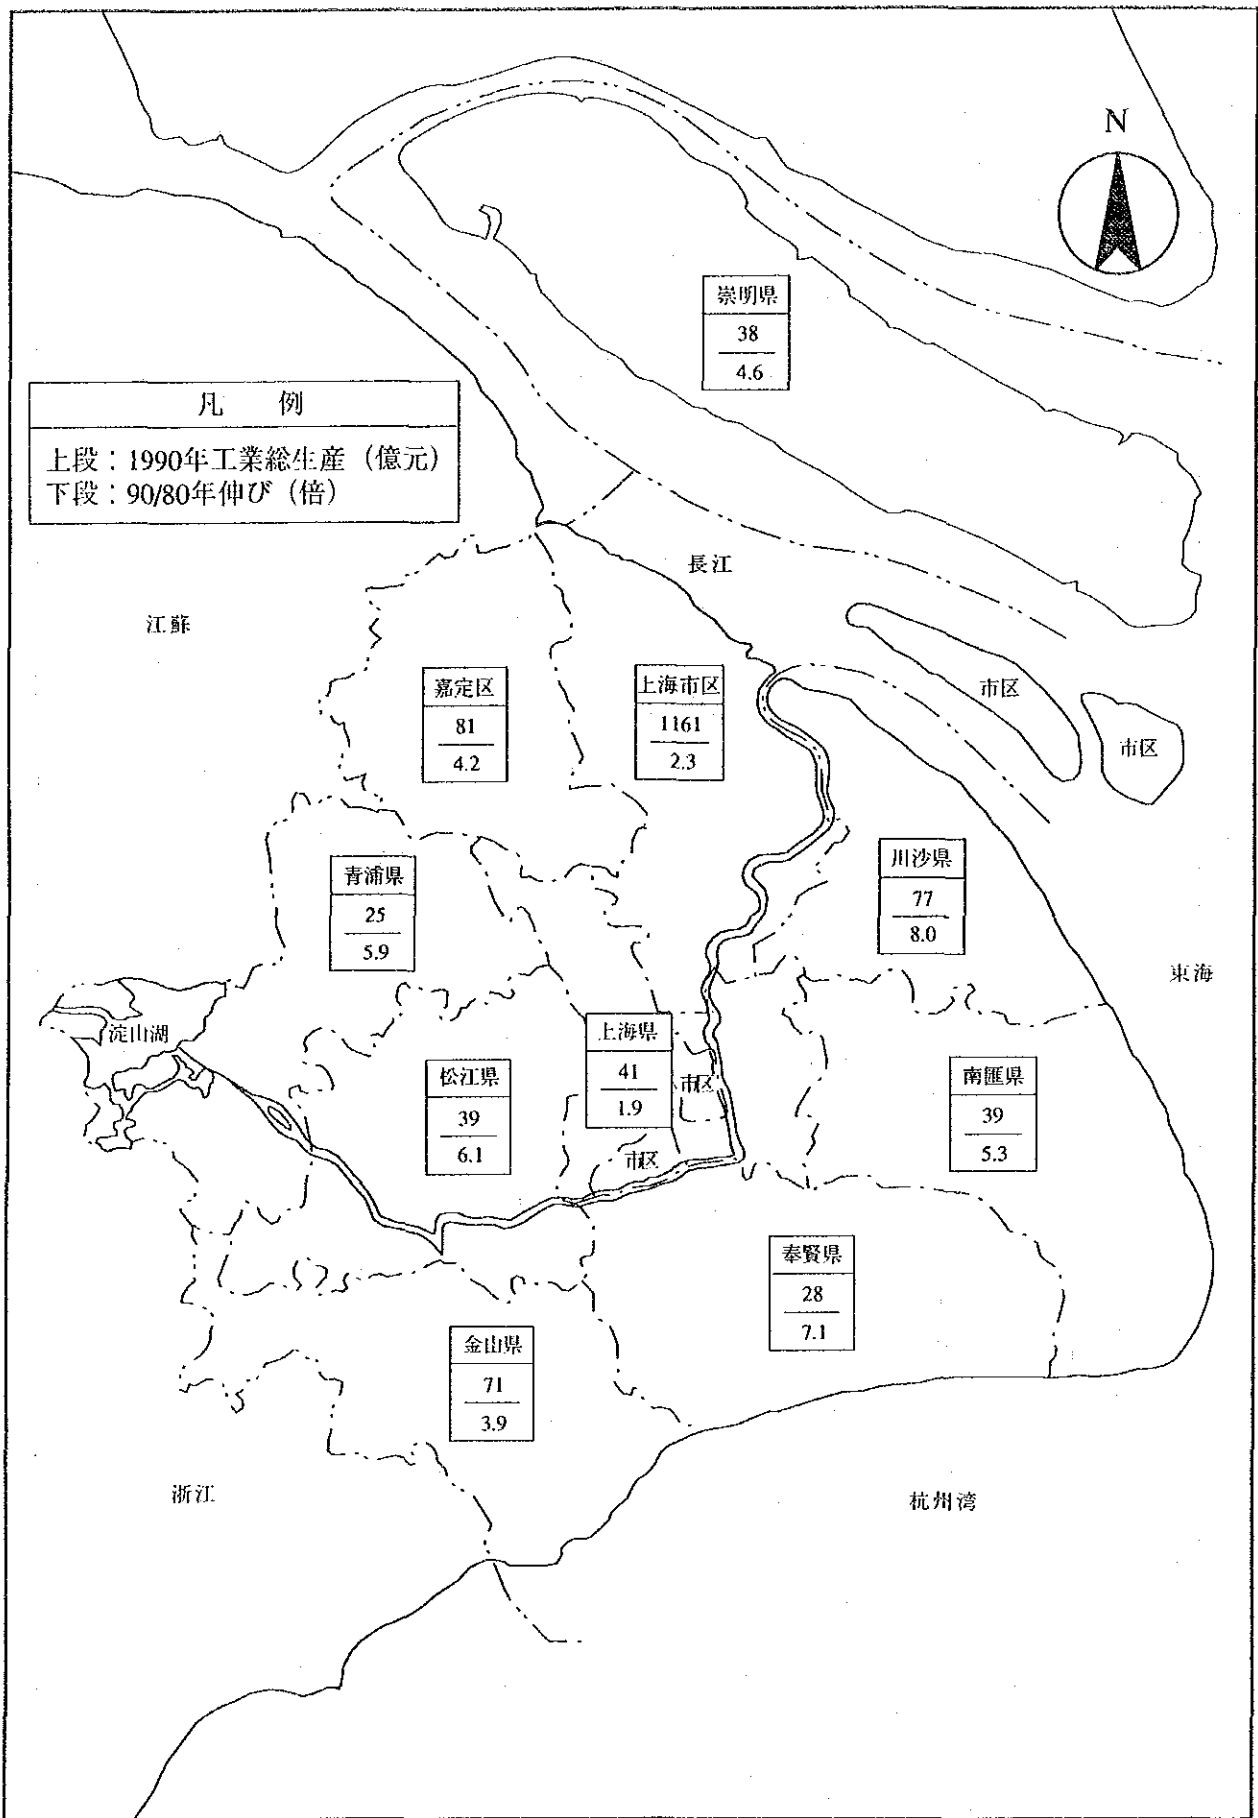 N
崇明県
38
4.6
凡 例
上段：1990年工業総生産（億元）
下段：90/80年伸び（倍）
長江
江蘇
嘉定区
81
4.2
上海市区
1161
2.3
市区
市区
川沙県
77
8.0
青浦県
25
5.9
東海
淀山湖
上海県
41
1.9
市区
松江県
39
6.1
南匯県
39
5.3
市区
奉賢県
28
7.1
金山県
71
3.9
浙江
杭州湾